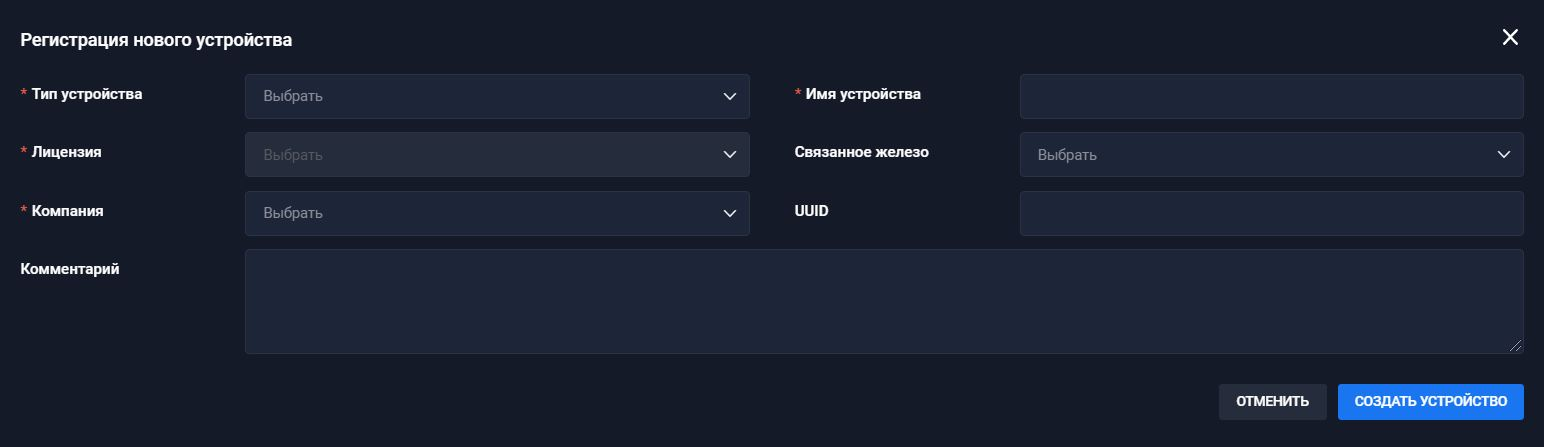 Регистрация нового устройства
* Тип устройства Выбрать * Имя устройства
* Лицензия Выбрать Связанное железо Выбрать
* Компания Выбрать UUID
Комментарий
ОТМЕНИТЬ СОЗДАТЬ УСТРОЙСТВО